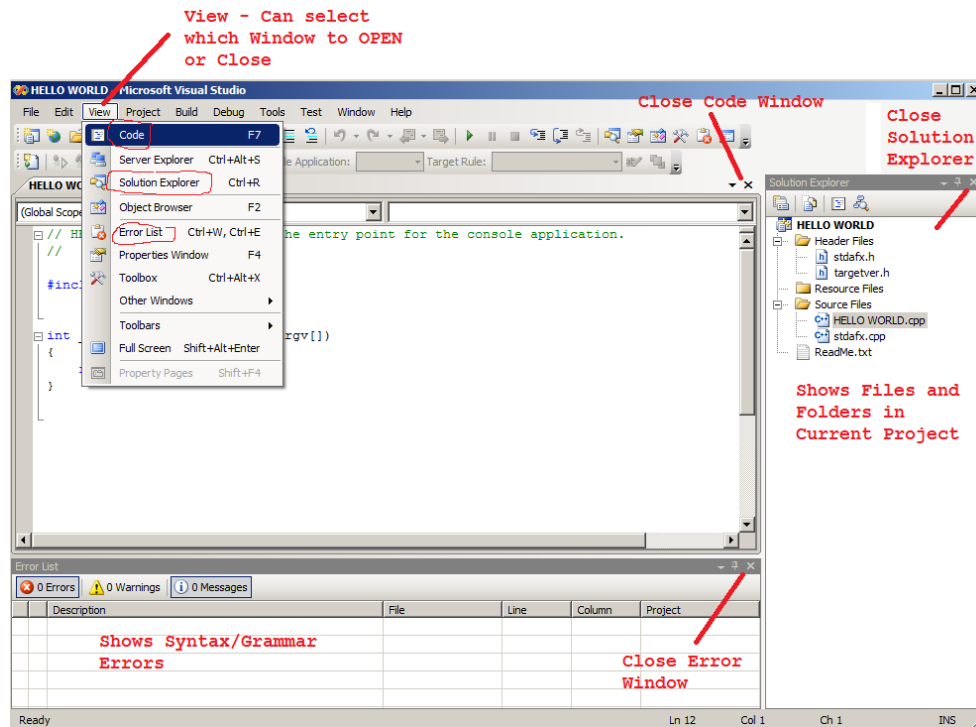 View - Can select
which Window to OPEN
or Close
HELLO WORLD - Microsoft Visual Studio
File Edit View Project Build Debug Tools Test Window Help
Close Code Window
Close
Solution
Explorer
Code F7
Server Explorer Ctrl+Alt+S
Solution Explorer Ctrl+R
Object Browser F2
Error List Ctrl+W, Ctrl+E
Properties Window F4
Toolbox Ctrl+Alt+X
Other Windows
Toolbars
Full Screen Shift+Alt+Enter
Property Pages Shift+F4
e Application: Target Rule:
HELLO WO
(Global Scope
// HE he entry point for the console application.
//
#incl
int _ rgv[])
{
}
Solution Explorer
HELLO WORLD
Header Files
stdafx.h
targetver.h
Resource Files
Source Files
HELLO WORLD.cpp
stdafx.cpp
ReadMe.txt
Shows Files and
Folders in
Current Project
Error List
0 Errors 0 Warnings 0 Messages
Description File Line Column Project
Shows Syntax/Grammar
Errors
Close Error
Window
Ready Ln 12 Col 1 Ch 1 INS